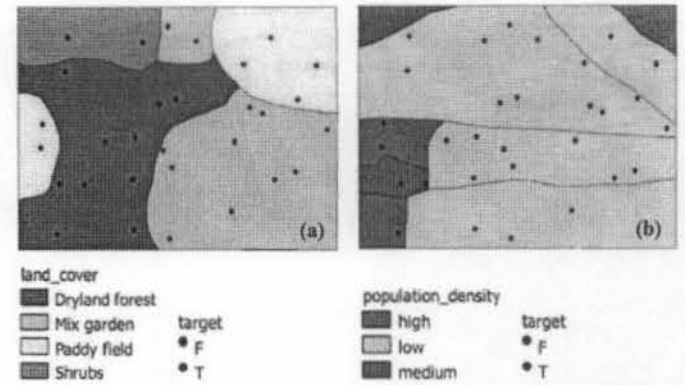 (a)
(b)
land_cover
Dryland forest
Mix garden
Paddy field
Shrubs
target
F
T
population_density
high
low
medium
target
F
T